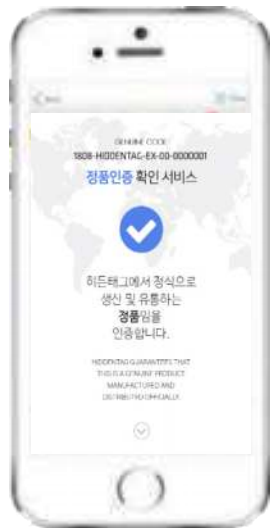 GENUINE CODE
1808-HIDDENTAG-EX-00-0000001
정품인증 확인 서비스
히든태그에서 정식으로
생산 및 유통하는
정품임을
인증합니다.
HIDDENTAG GUARANTEES THAT
THIS IS A GENUINE PRODUCT
MANUFACTURED AND
DISTRIBUTED OFFICIALLY.